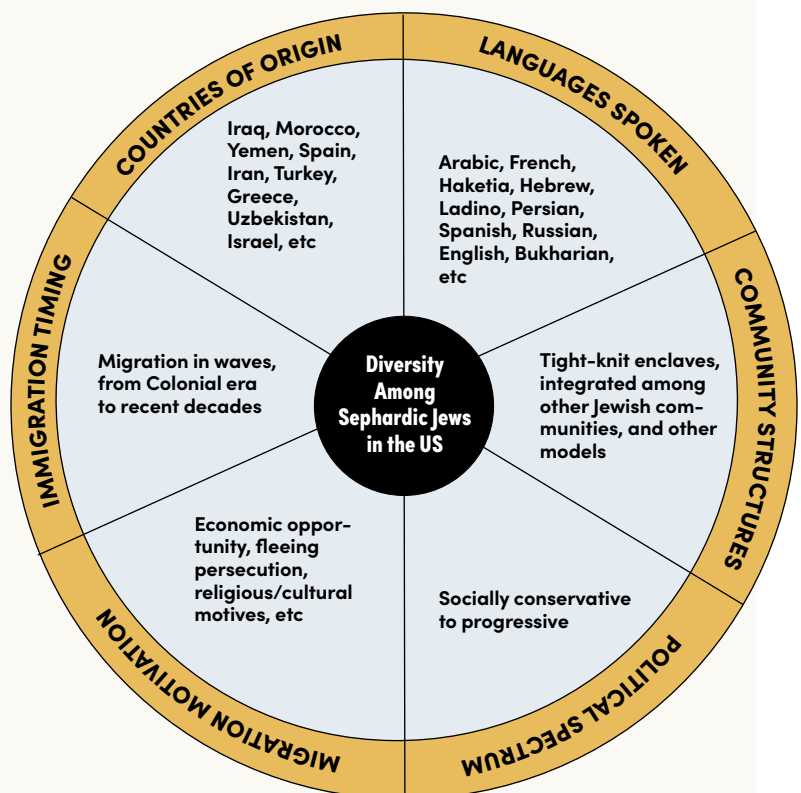 COUNTRIES OF ORIGIN
Iraq, Morocco,
Yemen, Spain,
Iran, Turkey,
Greece,
Uzbekistan,
Israel, etc
LANGUAGES SPOKEN
Arabic, French,
Haketia, Hebrew,
Ladino, Persian,
Spanish, Russian,
English, Bukharian,
etc
COMMUNITY STRUCTURES
Tight-knit enclaves,
integrated among
other Jewish com-
munities, and other
models
POLITICAL SPECTRUM
Socially conservative
to progressive
MIGRATION MOTIVATION
Economic oppor-
tunity, fleeing
persecution,
religious/cultural
motives, etc
IMMIGRATION TIMING
Migration in waves,
from Colonial era
to recent decades
Diversity
Among
Sephardic Jews
in the US